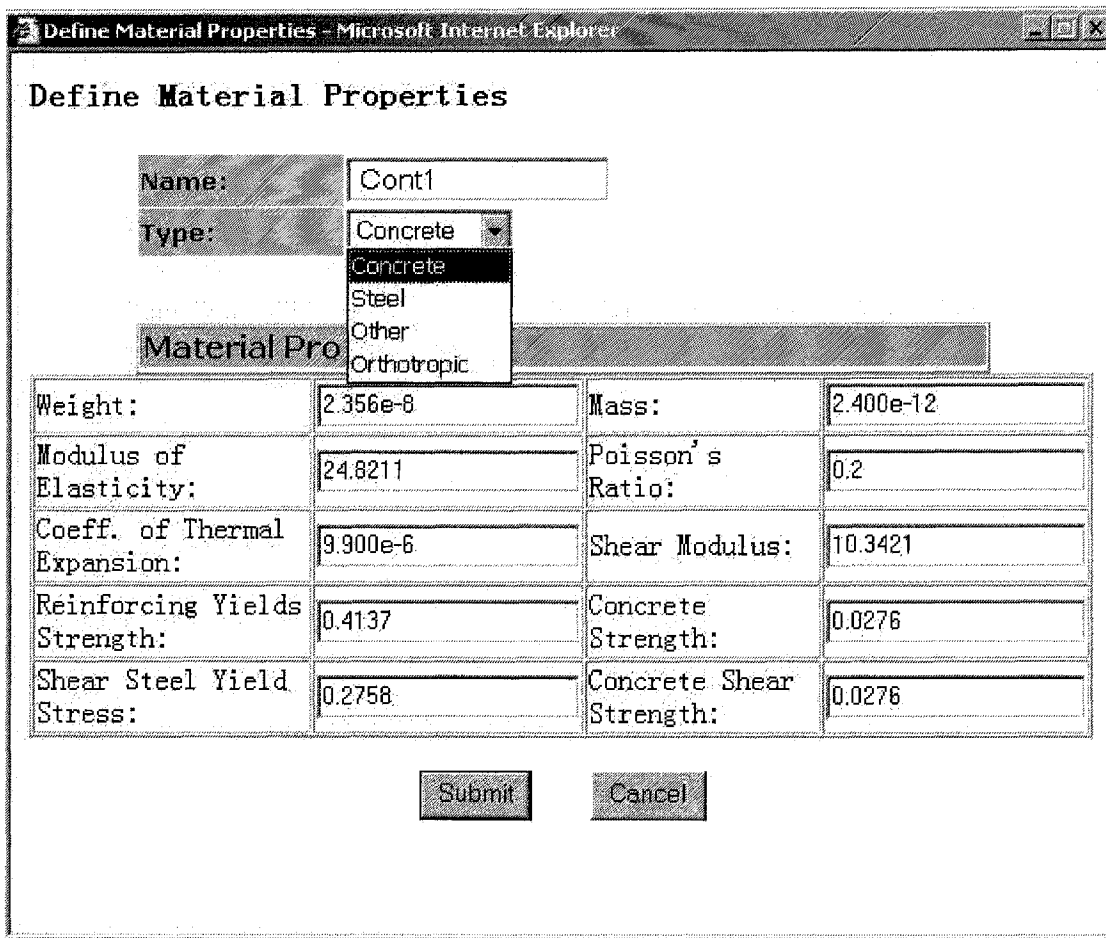 Define Material Properties - Microsoft Internet Explorer
Define Material Properties
Name: Cont1
Type: Concrete
Concrete
Steel
Other
Orthotropic
Material Pro
Weight: 2.356e-8 Mass: 2.400e-12
Modulus of Elasticity: 24.8211 Poisson's Ratio: 0.2
Coeff. of Thermal Expansion: 9.900e-6 Shear Modulus: 10.3421
Reinforcing Yields Strength: 0.4137 Concrete Strength: 0.0276
Shear Steel Yield Stress: 0.2758 Concrete Shear Strength: 0.0276
Submit Cancel